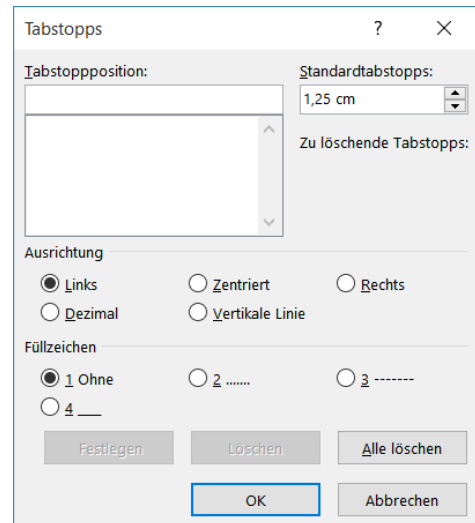 Tabstopps ?
Tabstoppposition: Standardtabstopps:
1,25 cm
Zu löschende Tabstopps:
Ausrichtung
Links Zentriert Rechts
Dezimal Vertikale Linie
Füllzeichen
1 Ohne 2 ....... 3 -------
4 ___
Festlegen Löschen Alle löschen
OK Abbrechen